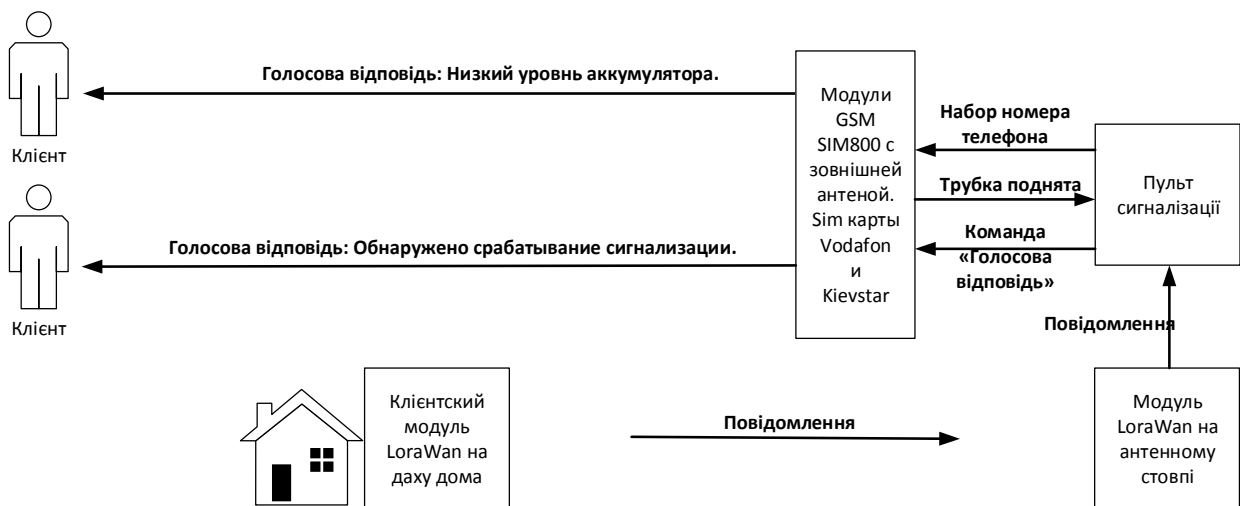 Голосова відповідь: Низкий уровнь аккумулятора.
Клієнт
Голосова відповідь: Обнаружено срабатывание сигнализации.
Клієнт
Модули
GSM
SIM800 с
зовнішней
антеной.
Sim карты
Vodafon
и
Kievstar
Набор номера
телефона
Трубка поднята
Команда
«Голосова
відповідь»
Пульт
сигналізації
Повідомлення
Клієнтский
модуль
LoraWan на
даху дома
Повідомлення
Модуль
LoraWan на
антенному
стовпі